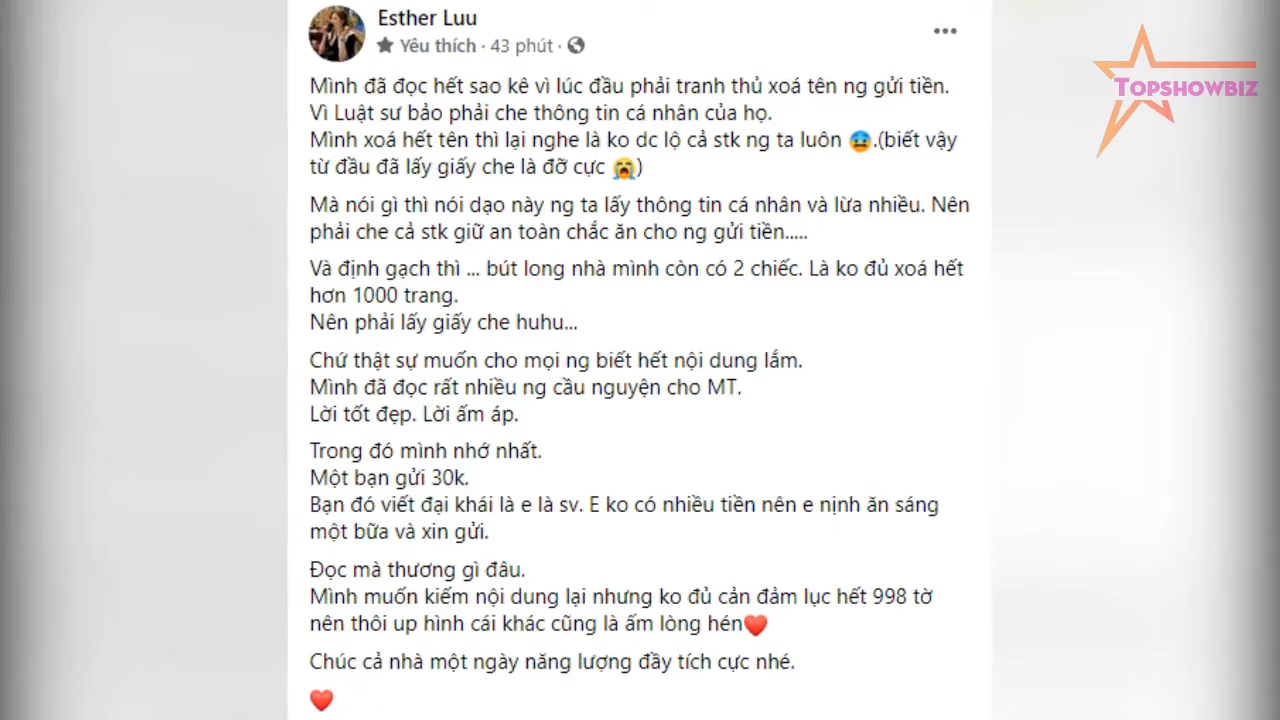 Esther Luu
Yêu thích · 43 phút ·
TOPSHOWBIZ
Mình đã đọc hết sao kê vì lúc đầu phải tranh thủ xoá tên ng gửi tiền.
Vì Luật sư bảo phải che thông tin cá nhân của họ.
Mình xoá hết tên thì lại nghe là ko dc lộ cả stk ng ta luôn 😰.(biết vậy
từ đầu đã lấy giấy che là đỡ cực 😭)
Mà nói gì thì nói dạo này ng ta lấy thông tin cá nhân và lừa nhiều. Nên
phải che cả stk giữ an toàn chắc ăn cho ng gửi tiền.....
Và định gạch thì ... bút long nhà mình còn có 2 chiếc. Là ko đủ xoá hết
hơn 1000 trang.
Nên phải lấy giấy che huhu...
Chứ thật sự muốn cho mọi ng biết hết nội dung lắm.
Mình đã đọc rất nhiều ng cầu nguyện cho MT.
Lời tốt đẹp. Lời ấm áp.
Trong đó mình nhớ nhất.
Một bạn gửi 30k.
Bạn đó viết đại khái là e là sv. E ko có nhiều tiền nên e nịnh ăn sáng
một bữa và xin gửi.
Đọc mà thương gì đâu.
Mình muốn kiếm nội dung lại nhưng ko đủ cản đảm lục hết 998 tờ
nên thôi up hình cái khác cũng là ấm lòng hén❤️
Chúc cả nhà một ngày năng lượng đầy tích cực nhé.
❤️